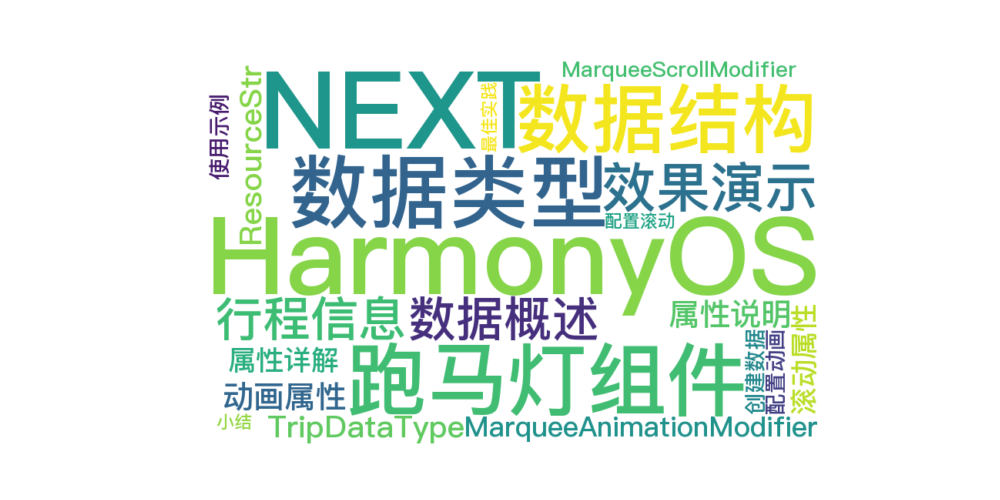 MarqueeScrollModifier
NEXT
最佳实践
数据结构
使用示例
ResourceStr
数据类型
效果演示
配置滚动
HarmonyOS
行程信息
数据概述
属性说明
滚动属性
属性详解
跑马灯组件
创建数据
配置动画
动画属性
小结
TripDataType
MarqueeAnimationModifier